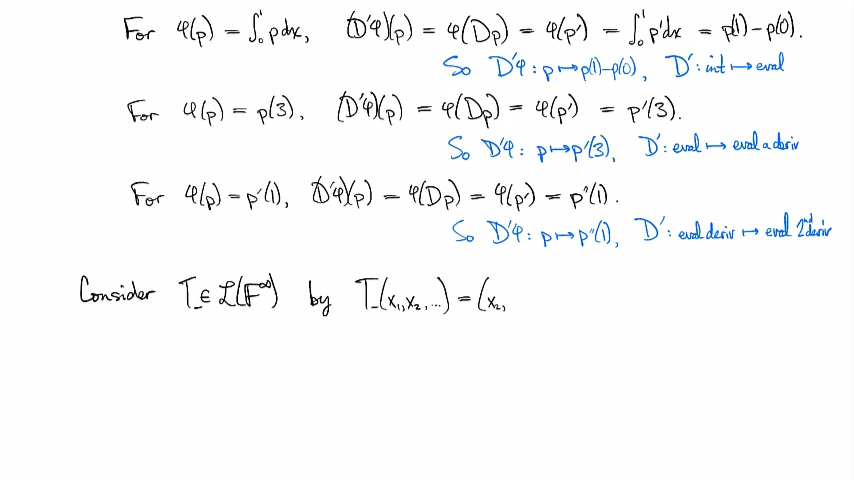 For φ(p) = ∫₀¹ p dx, (D'φ)(p) = φ(Dp) = φ(p') = ∫₀¹ p'dx = p(1) - p(0).
So D'φ : p ↦ p(1)-p(0), D' : int ↦ eval
For φ(p) = p(3), (D'φ)(p) = φ(Dp) = φ(p') = p'(3).
So D'φ : p ↦ p'(3), D' : eval ↦ eval a deriv
For φ(p) = p'(1), (D'φ)(p) = φ(Dp) = φ(p') = p''(1).
So D'φ : p ↦ p''(1), D' : eval deriv ↦ eval 2nd deriv
Consider T_ ∈ ℒ(F^∞) by T_(x₁,x₂,...) = (x₂,